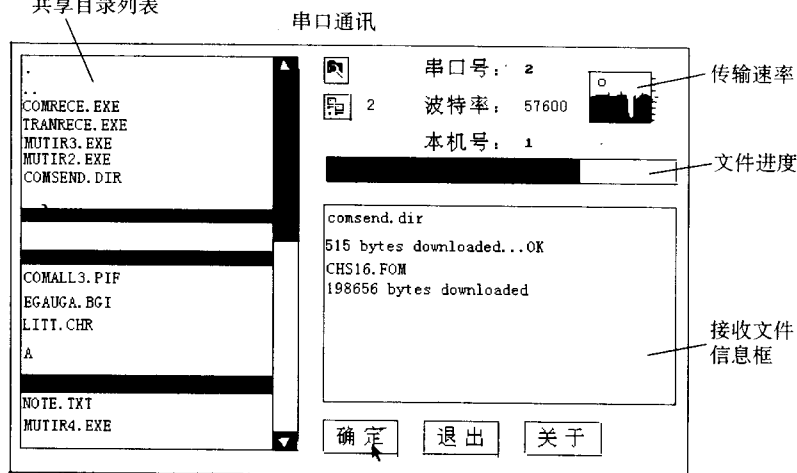 共享目录列表
串口通讯
.
..
COMRECE.EXE
TRANRECE.EXE
MUTIR3.EXE
MUTIR2.EXE
COMSEND.DIR
COMALL3.PIF
EGAUGA.BGI
LITT.CHR
A
NOTE.TXT
MUTIR4.EXE
串口号： 2
2 波特率： 57600
本机号： 1
传输速率
文件进度
comsend.dir
515 bytes downloaded...OK
CHS16.FOM
198656 bytes downloaded
接收文件
信息框
确定 退出 关于